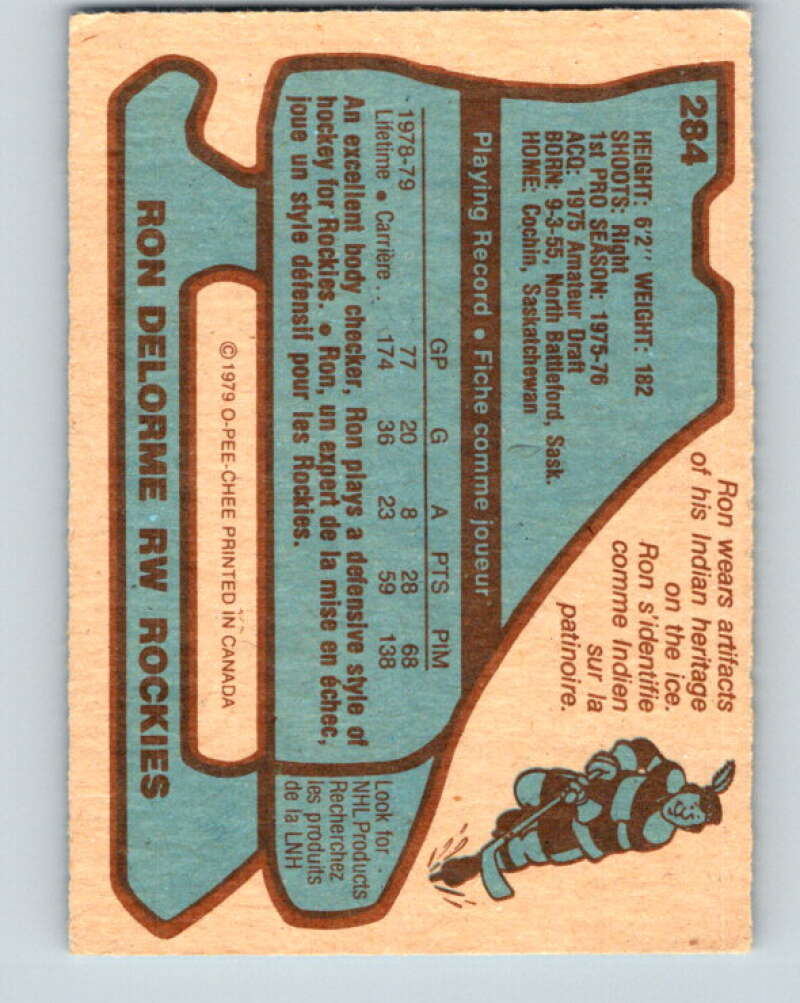 284
HEIGHT: 6'2'' WEIGHT: 182
SHOOTS: Right
1st PRO SEASON: 1975-76
ACQ: 1975 Amateur Draft
BORN: 9-3-55, North Battleford, Sask.
HOME: Cochin, Saskatchewan
Ron wears artifacts
of his Indian heritage
on the ice.
Ron s'identifie
comme Indien
sur la
patinoire.
Playing Record • Fiche comme joueur
GP G A PTS PIM
1978-79 77 20 8 28 68
Lifetime • Carrière . . 174 36 23 59 138
An excellent body checker, Ron plays a defensive style of
hockey for Rockies. • Ron, un expert de la mise en échec,
joue un style défensif pour les Rockies.
Look for
NHL Products
Recherchez
les produits
de la LNH
© 1979 O-PEE-CHEE PRINTED IN CANADA
RON DELORME RW ROCKIES